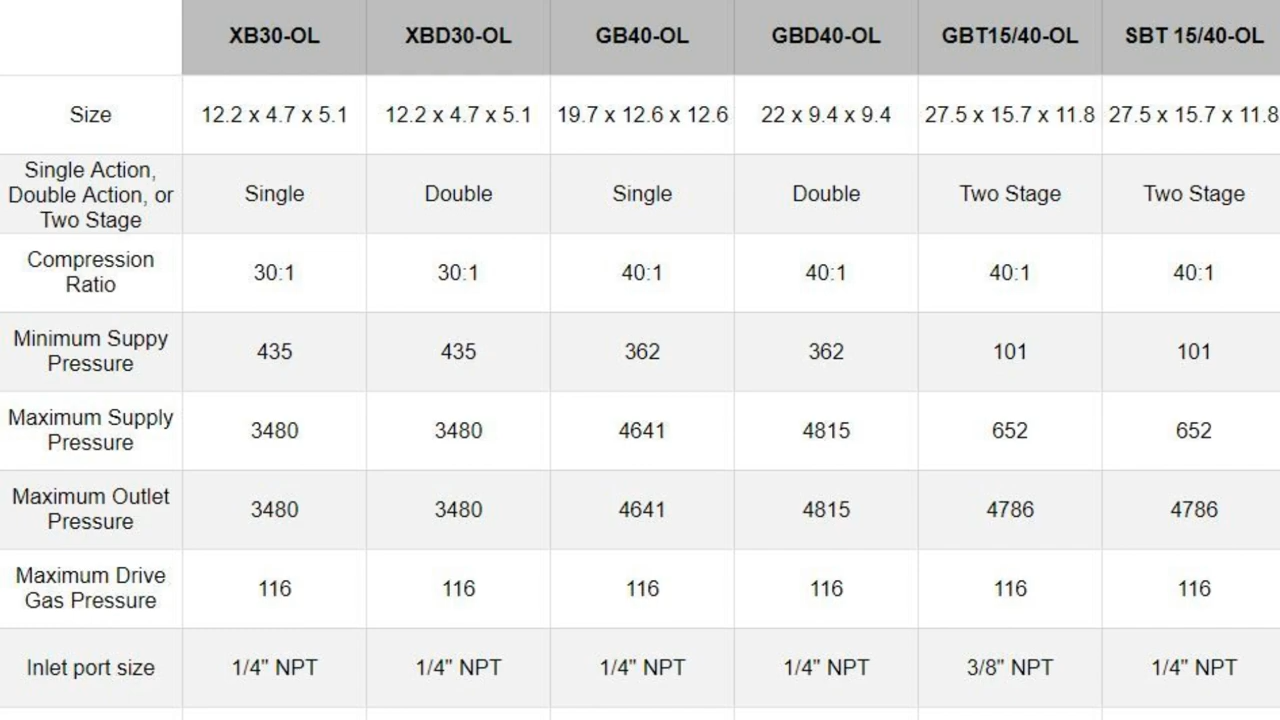 XB30-OL XBD30-OL GB40-OL GBD40-OL GBT15/40-OL SBT 15/40-OL
Size 12.2 x 4.7 x 5.1 12.2 x 4.7 x 5.1 19.7 x 12.6 x 12.6 22 x 9.4 x 9.4 27.5 x 15.7 x 11.8 27.5 x 15.7 x 11.8
Single Action,
Double Action, or
Two Stage
Single Double Single Double Two Stage Two Stage
Compression
Ratio
30:1 30:1 40:1 40:1 40:1 40:1
Minimum Suppy
Pressure
435 435 362 362 101 101
Maximum Supply
Pressure
3480 3480 4641 4815 652 652
Maximum Outlet
Pressure
3480 3480 4641 4815 4786 4786
Maximum Drive
Gas Pressure
116 116 116 116 116 116
Inlet port size 1/4" NPT 1/4" NPT 1/4" NPT 1/4" NPT 3/8" NPT 1/4" NPT